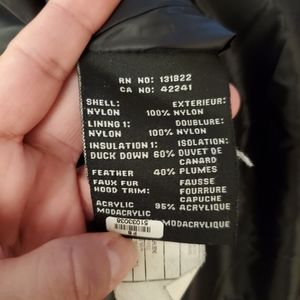 RN NO: 131822
CA NO: 42241
SHELL: EXTERIEUR:
NYLON 100% NYLON
LINING 1: DOUBLURE:
NYLON 100% NYLON
INSULATION 1: ISOLATION:
DUCK DOWN 60% DUVET DE
CANARD
FEATHER 40% PLUMES
FAUX FUR FAUSSE
HOOD TRIM: FOURRURE
CAPUCHE
ACRYLIC 95% ACRYLIQUE
MODACRYLIC MODACRYLIQUE
51033038